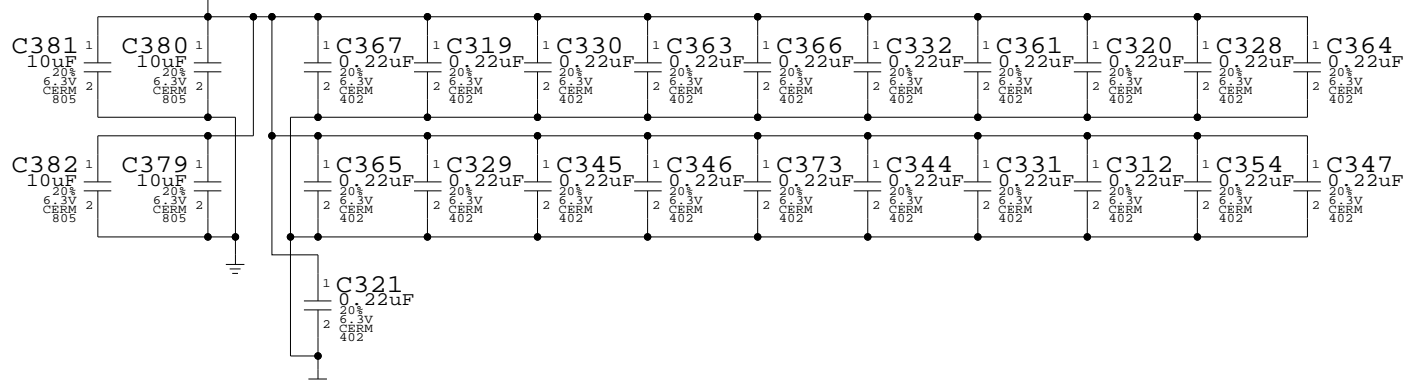 C381 1 C380 1 1 C367 1 C319 1 C330 1 C363 1 C366 1 C332 1 C361 1 C320 1 C328 1 C364
10uF 10uF 0.22uF 0.22uF 0.22uF 0.22uF 0.22uF 0.22uF 0.22uF 0.22uF 0.22uF 0.22uF
20% 20% 20% 20% 20% 20% 20% 20% 20% 20% 20% 20%
6.3V 2 6.3V 2 2 6.3V 2 6.3V 2 6.3V 2 6.3V 2 6.3V 2 6.3V 2 6.3V 2 6.3V 2 6.3V 2 6.3V
CERM CERM CERM CERM CERM CERM CERM CERM CERM CERM CERM CERM
805 805 402 402 402 402 402 402 402 402 402 402
C382 1 C379 1 1 C365 1 C329 1 C345 1 C346 1 C373 1 C344 1 C331 1 C312 1 C354 1 C347
10uF 10uF 0.22uF 0.22uF 0.22uF 0.22uF 0.22uF 0.22uF 0.22uF 0.22uF 0.22uF 0.22uF
20% 20% 20% 20% 20% 20% 20% 20% 20% 20% 20% 20%
6.3V 2 6.3V 2 2 6.3V 2 6.3V 2 6.3V 2 6.3V 2 6.3V 2 6.3V 2 6.3V 2 6.3V 2 6.3V 2 6.3V
CERM CERM CERM CERM CERM CERM CERM CERM CERM CERM CERM CERM
805 805 402 402 402 402 402 402 402 402 402 402
1 C321
0.22uF
20%
2 6.3V
CERM
402